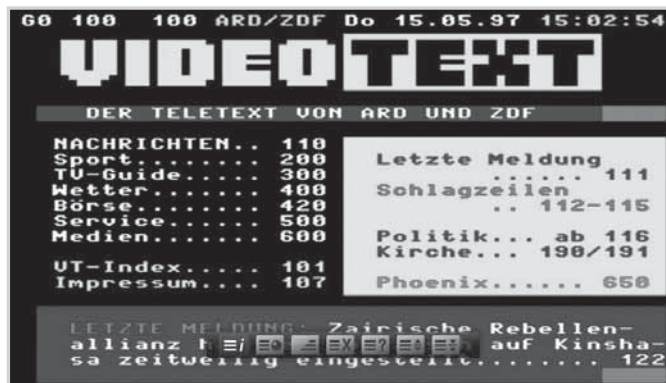 G0 100 100 ARD/ZDF Do 15.05.97 15:02:54
VIDEOTEXT
DER TELETEXT VON ARD UND ZDF
NACHRICHTEN.. 110
Sport........ 200
TV-Guide..... 300
Wetter....... 400
Börse........ 420
Service...... 500
Medien....... 600
VT-Index..... 101
Impressum.... 107
Letzte Meldung
...... 111
Schlagzeilen
.. 112-115
Politik... ab 116
Kirche... 190/191
Phoenix...... 650
LETZTE MELDUNG: Zairische Rebellen-
allianz auf Kinsha-
sa zeitweilig eingestellt........ 122